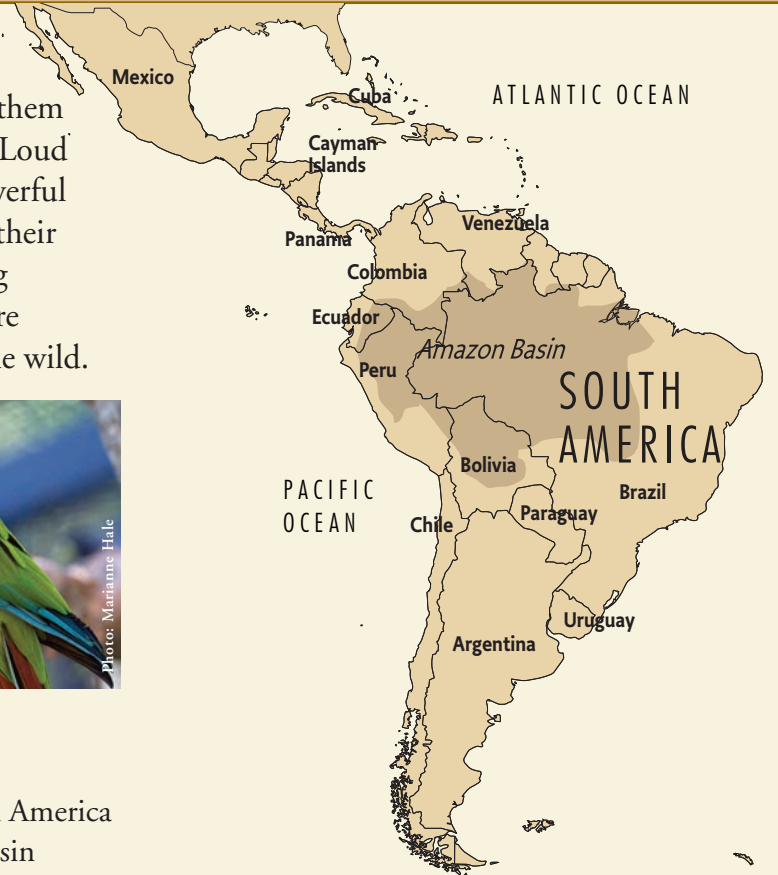 them
Loud
verful
their
g
re
e wild.
Photo: Marianne Hale
America
sin
Mexico
Cuba
ATLANTIC OCEAN
Cayman
Islands
Panama
Venezuela
Colombia
Ecuador
Amazon Basin
Peru
SOUTH
AMERICA
Bolivia
Brazil
PACIFIC
OCEAN
Chile
Paraguay
Uruguay
Argentina